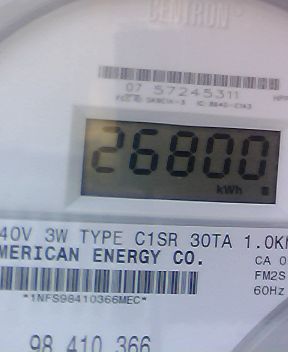 CENTRON
07 57245311
26800
kWh
40V 3W TYPE C1SR 30TA 1.0K
MERICAN ENERGY CO.
CA 0
FM2S
60Hz
*1NFS98410366MEC*
98 410 366